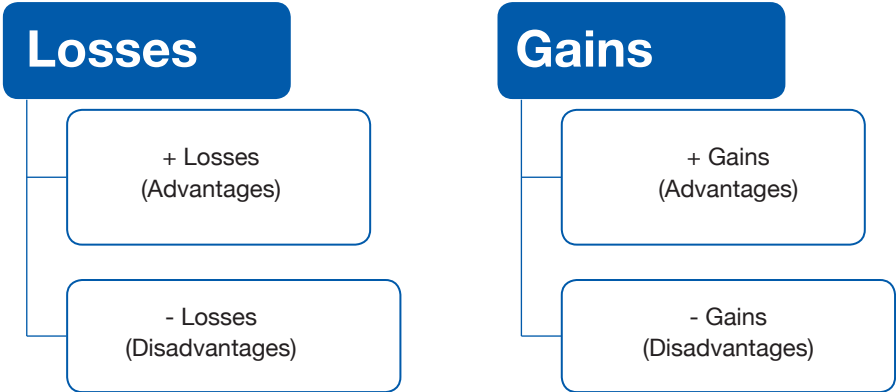 Losses
+ Losses
(Advantages)
- Losses
(Disadvantages)
Gains
+ Gains
(Advantages)
- Gains
(Disadvantages)